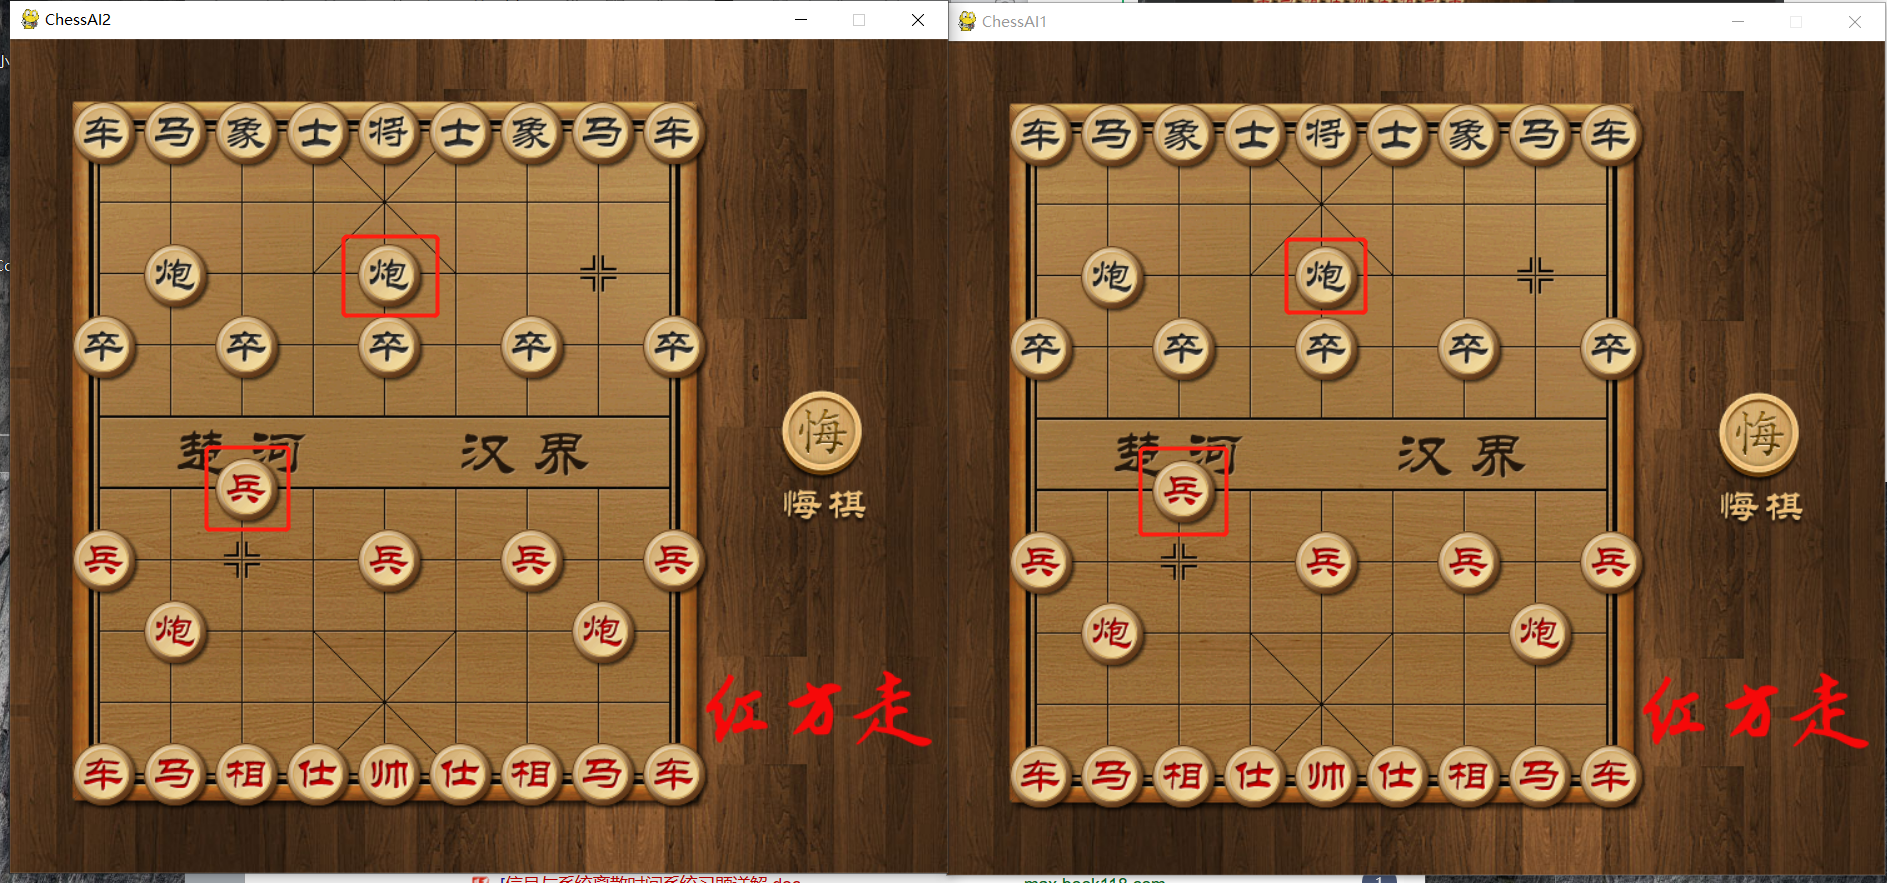 ChessAI2
车马象士将士象马车
炮炮
卒卒卒卒卒
楚河 汉界
兵
兵兵兵兵
炮炮
车马相仕帅仕相马车
悔
悔棋
红方走
ChessAI1
车马象士将士象马车
炮炮
卒卒卒卒卒
楚河 汉界
兵
兵兵兵兵
炮炮
车马相仕帅仕相马车
悔
悔棋
红方走